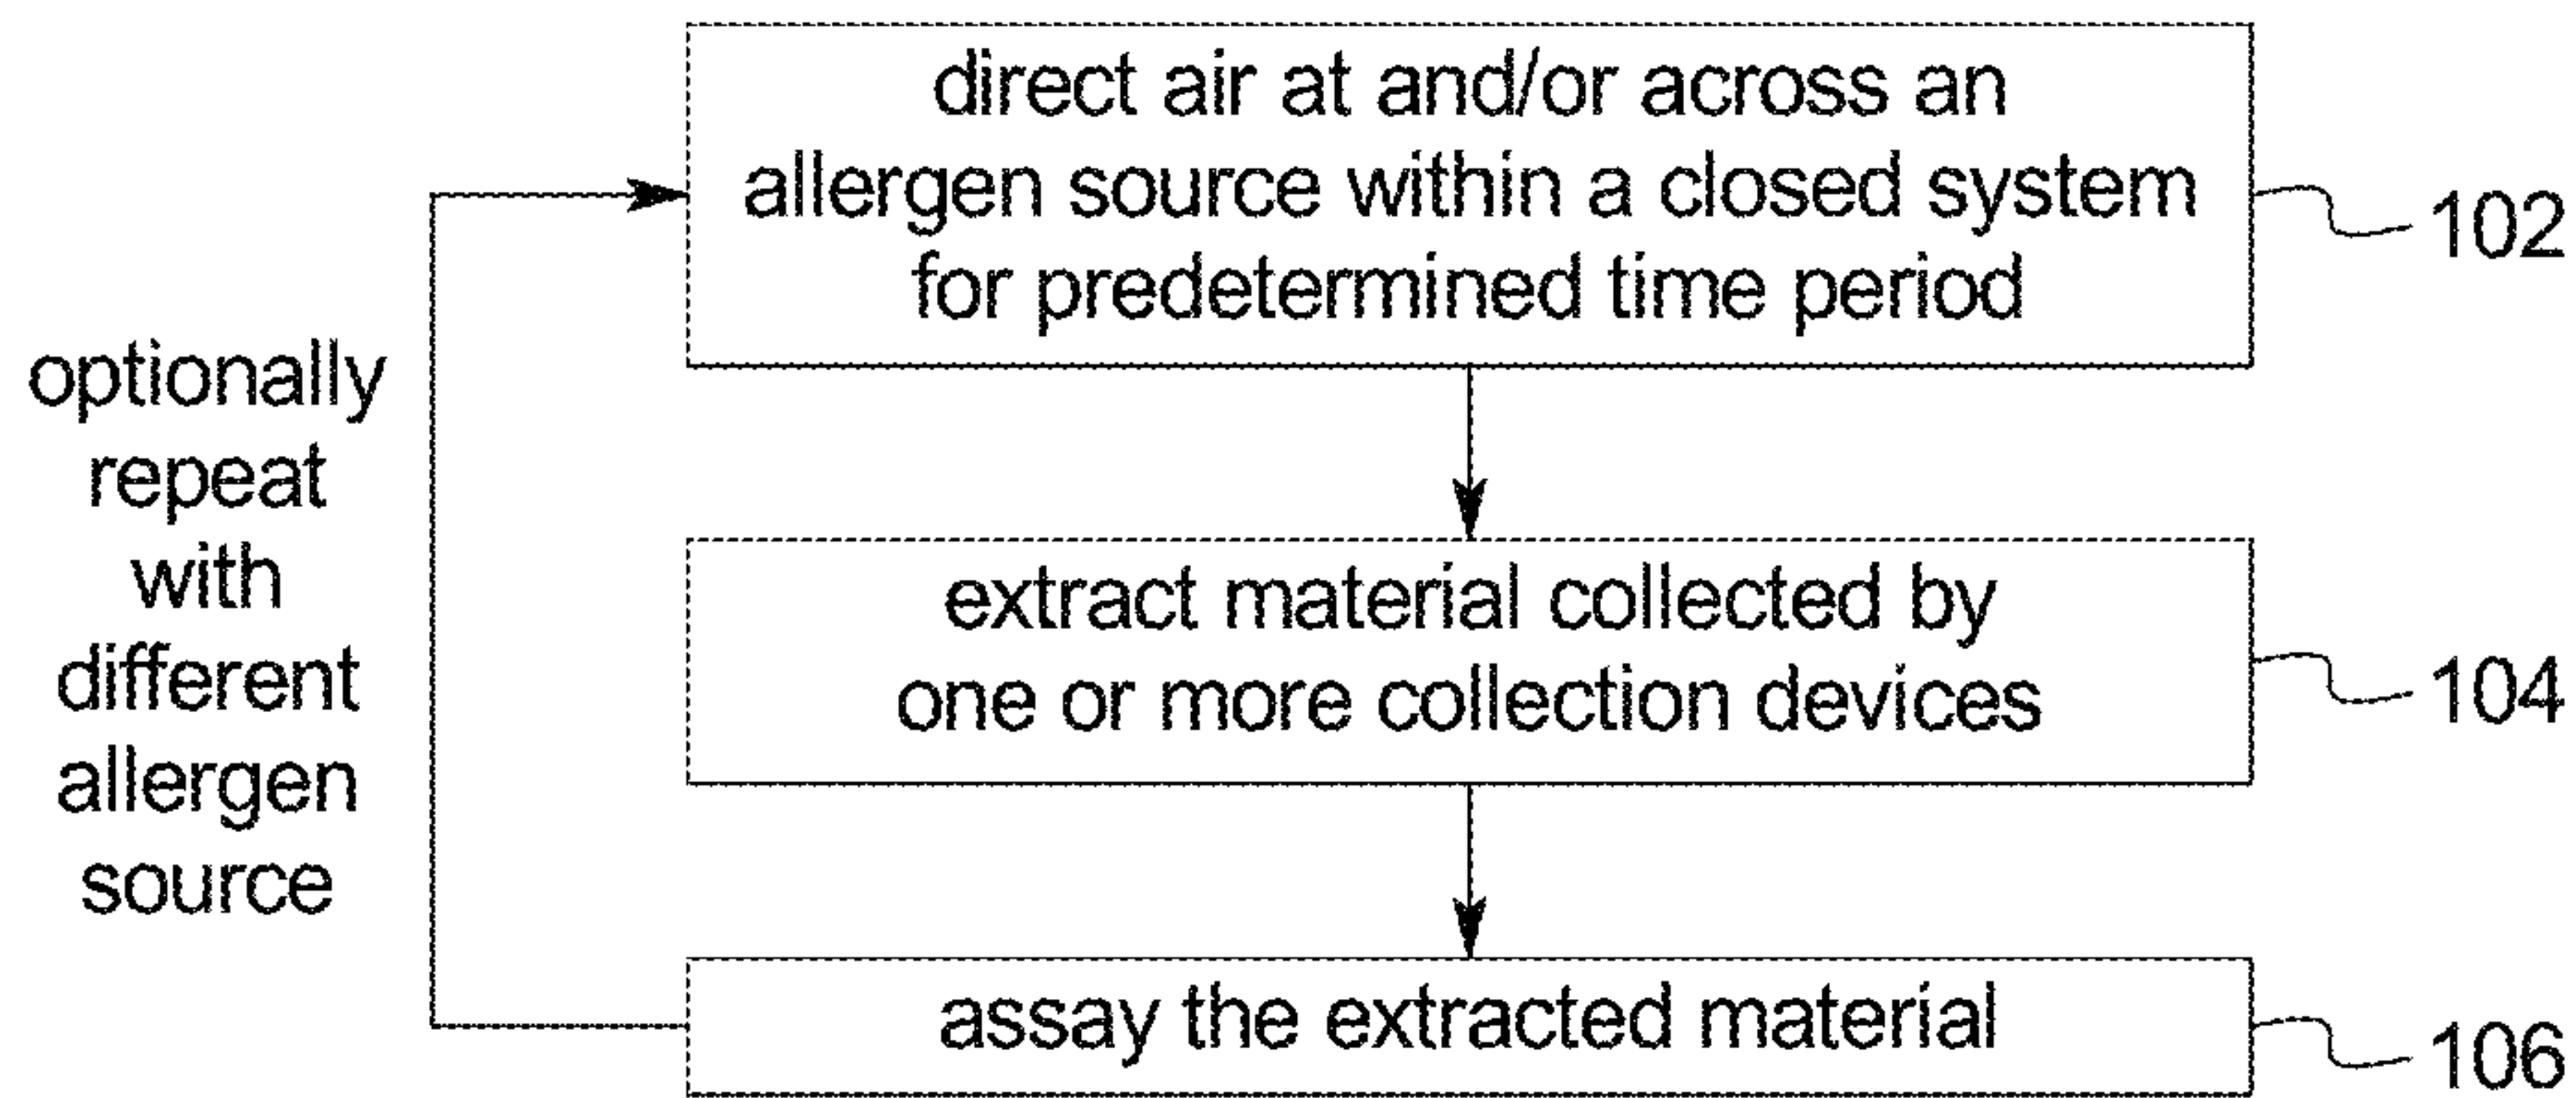 direct air at and/or across an
allergen source within a closed system
for predetermined time period
102
optionally
repeat
with
different
allergen
source
extract material collected by
one or more collection devices
104
assay the extracted material
106